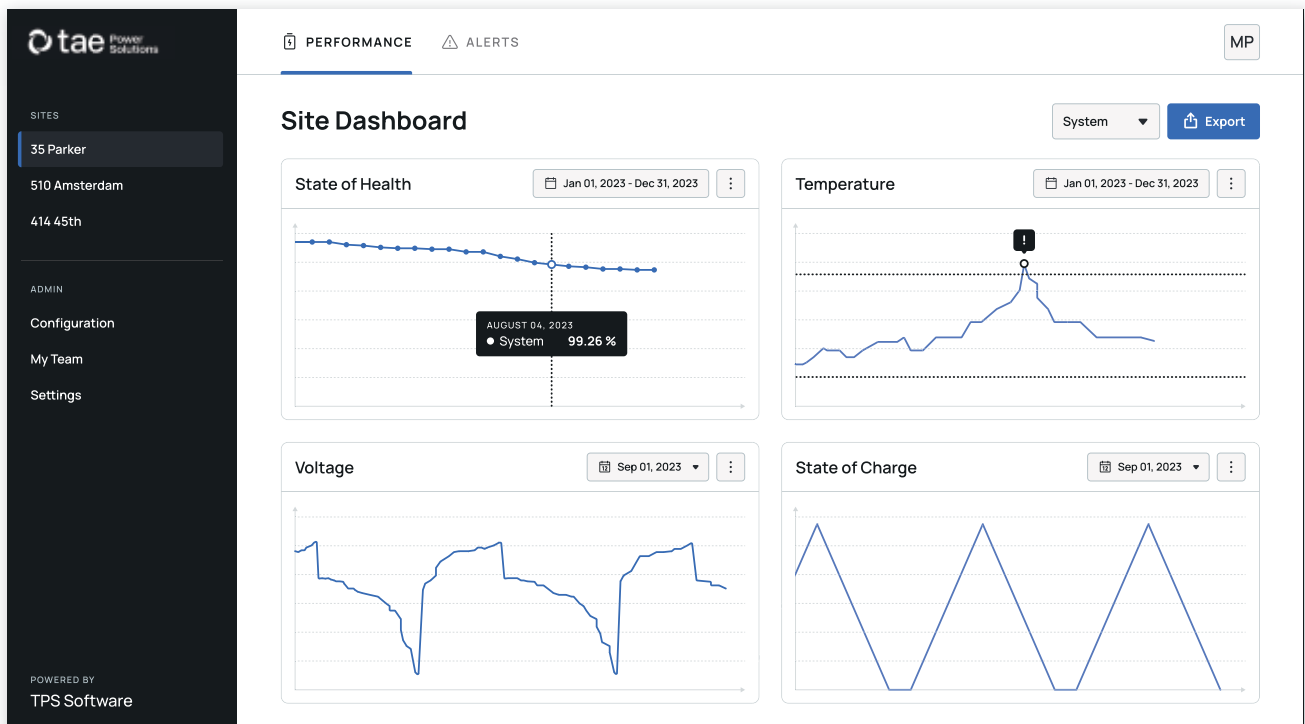 tae Power Solutions
PERFORMANCE
ALERTS
MP
SITES
35 Parker
510 Amsterdam
414 45th
ADMIN
Configuration
My Team
Settings
POWERED BY
TPS Software
Site Dashboard
System
Export
State of Health
Jan 01, 2023 - Dec 31, 2023
AUGUST 04, 2023
System 99.26 %
Temperature
Jan 01, 2023 - Dec 31, 2023
!
Voltage
12
Sep 01, 2023
State of Charge
12
Sep 01, 2023